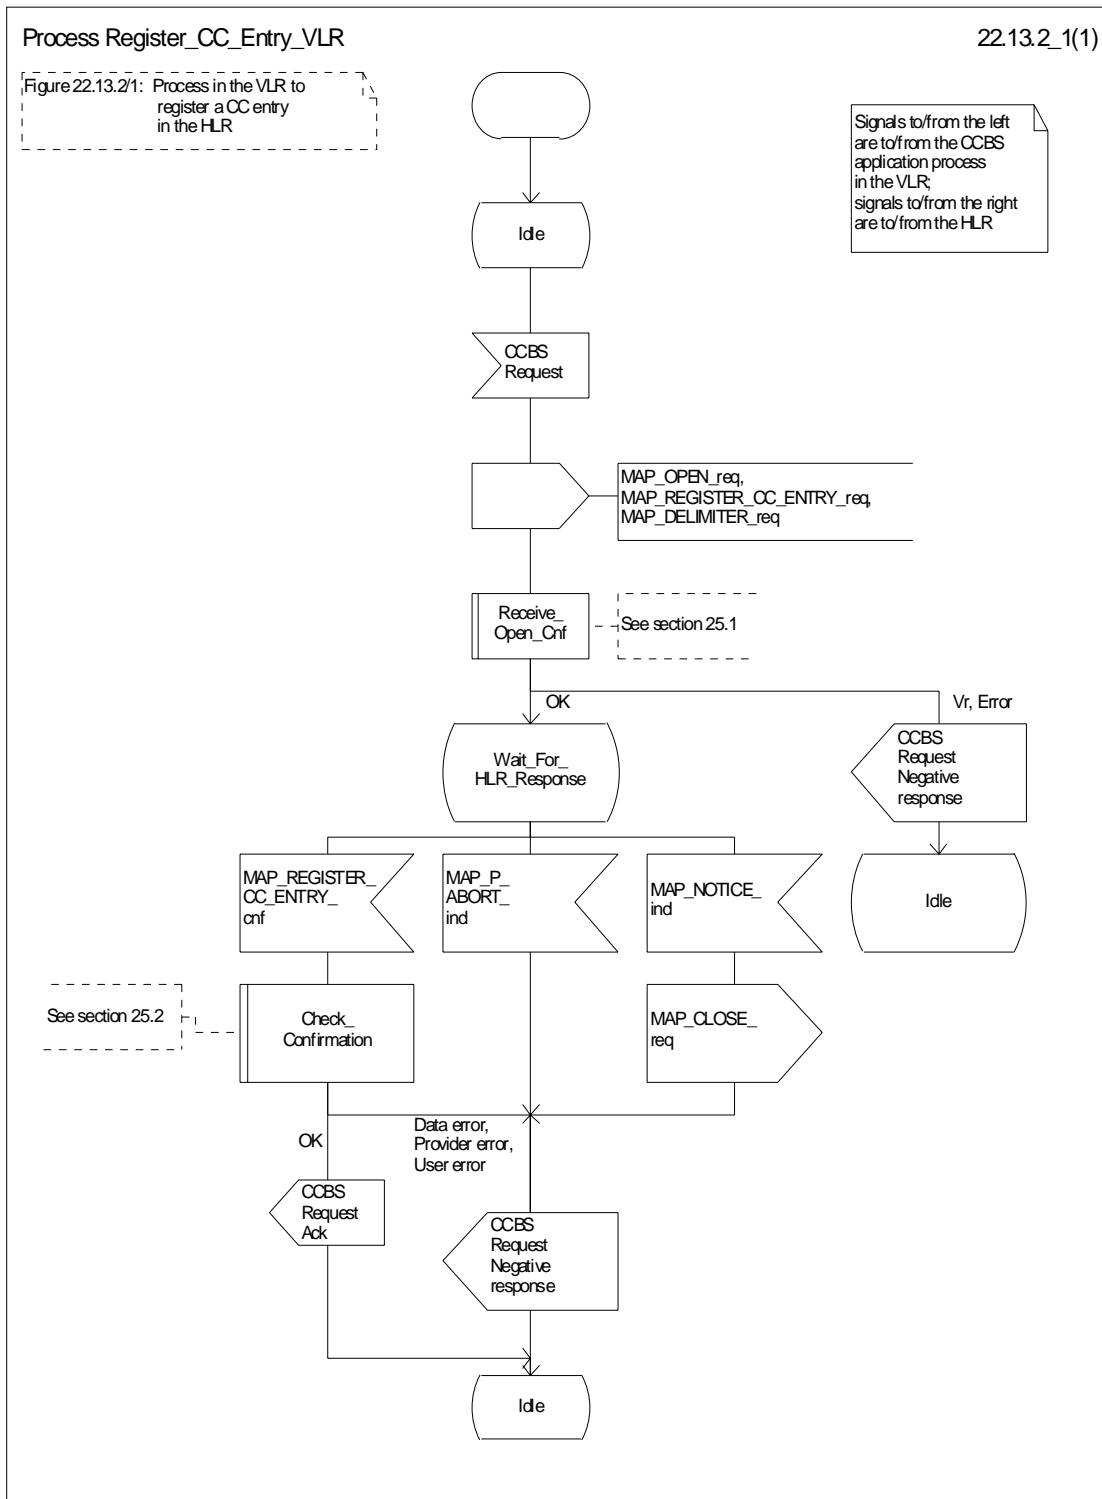 Process Register_CC_Entry_VLR
22.13.2_1(1)
Figure 22.13.2/1: Process in the VLR to
register a CC entry
in the HLR
Signals to/from the left
are to/from the CCBS
application process
in the VLR;
signals to/from the right
are to/from the HLR
Idle
CCBS
Request
MAP_OPEN_req,
MAP_REGISTER_CC_ENTRY_req,
MAP_DELIMITER_req
Receive_
Open_Cnf
See section 25.1
OK
Vr, Error
Wait_For_
HLR_Response
CCBS
Request
Negative
response
MAP_REGISTER_
CC_ENTRY_
cnf
MAP_P_
ABORT_
ind
MAP_NOTICE_
ind
Idle
See section 25.2
Check_
Confirmation
MAP_CLOSE_
req
OK
Data error,
Provider error,
User error
CCBS
Request
Ack
CCBS
Request
Negative
response
Idle